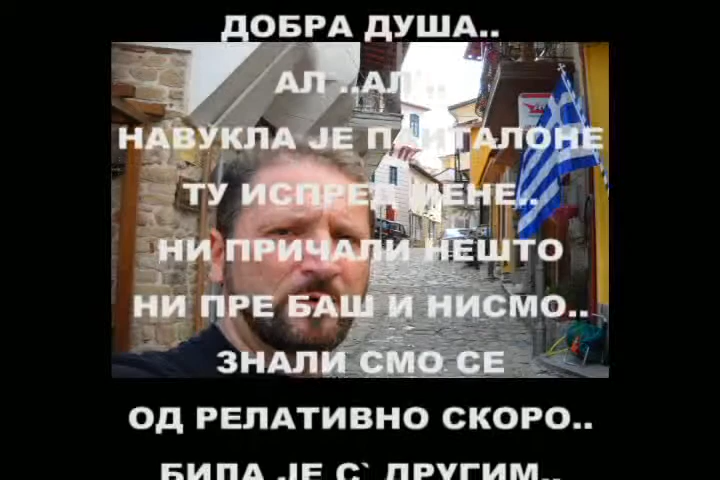 ДОБРА ДУША..
АЛ`..АЛ`..
НАВУКЛА ЈЕ ПАНТАЛОНЕ
ТУ ИСПРЕД МЕНЕ..
НИ ПРИЧАЛИ НЕШТО
НИ ПРЕ БАШ И НИСМО..
ЗНАЛИ СМО СЕ
ОД РЕЛАТИВНО СКОРО..
БИЛА ЈЕ С` ДРУГИМ..